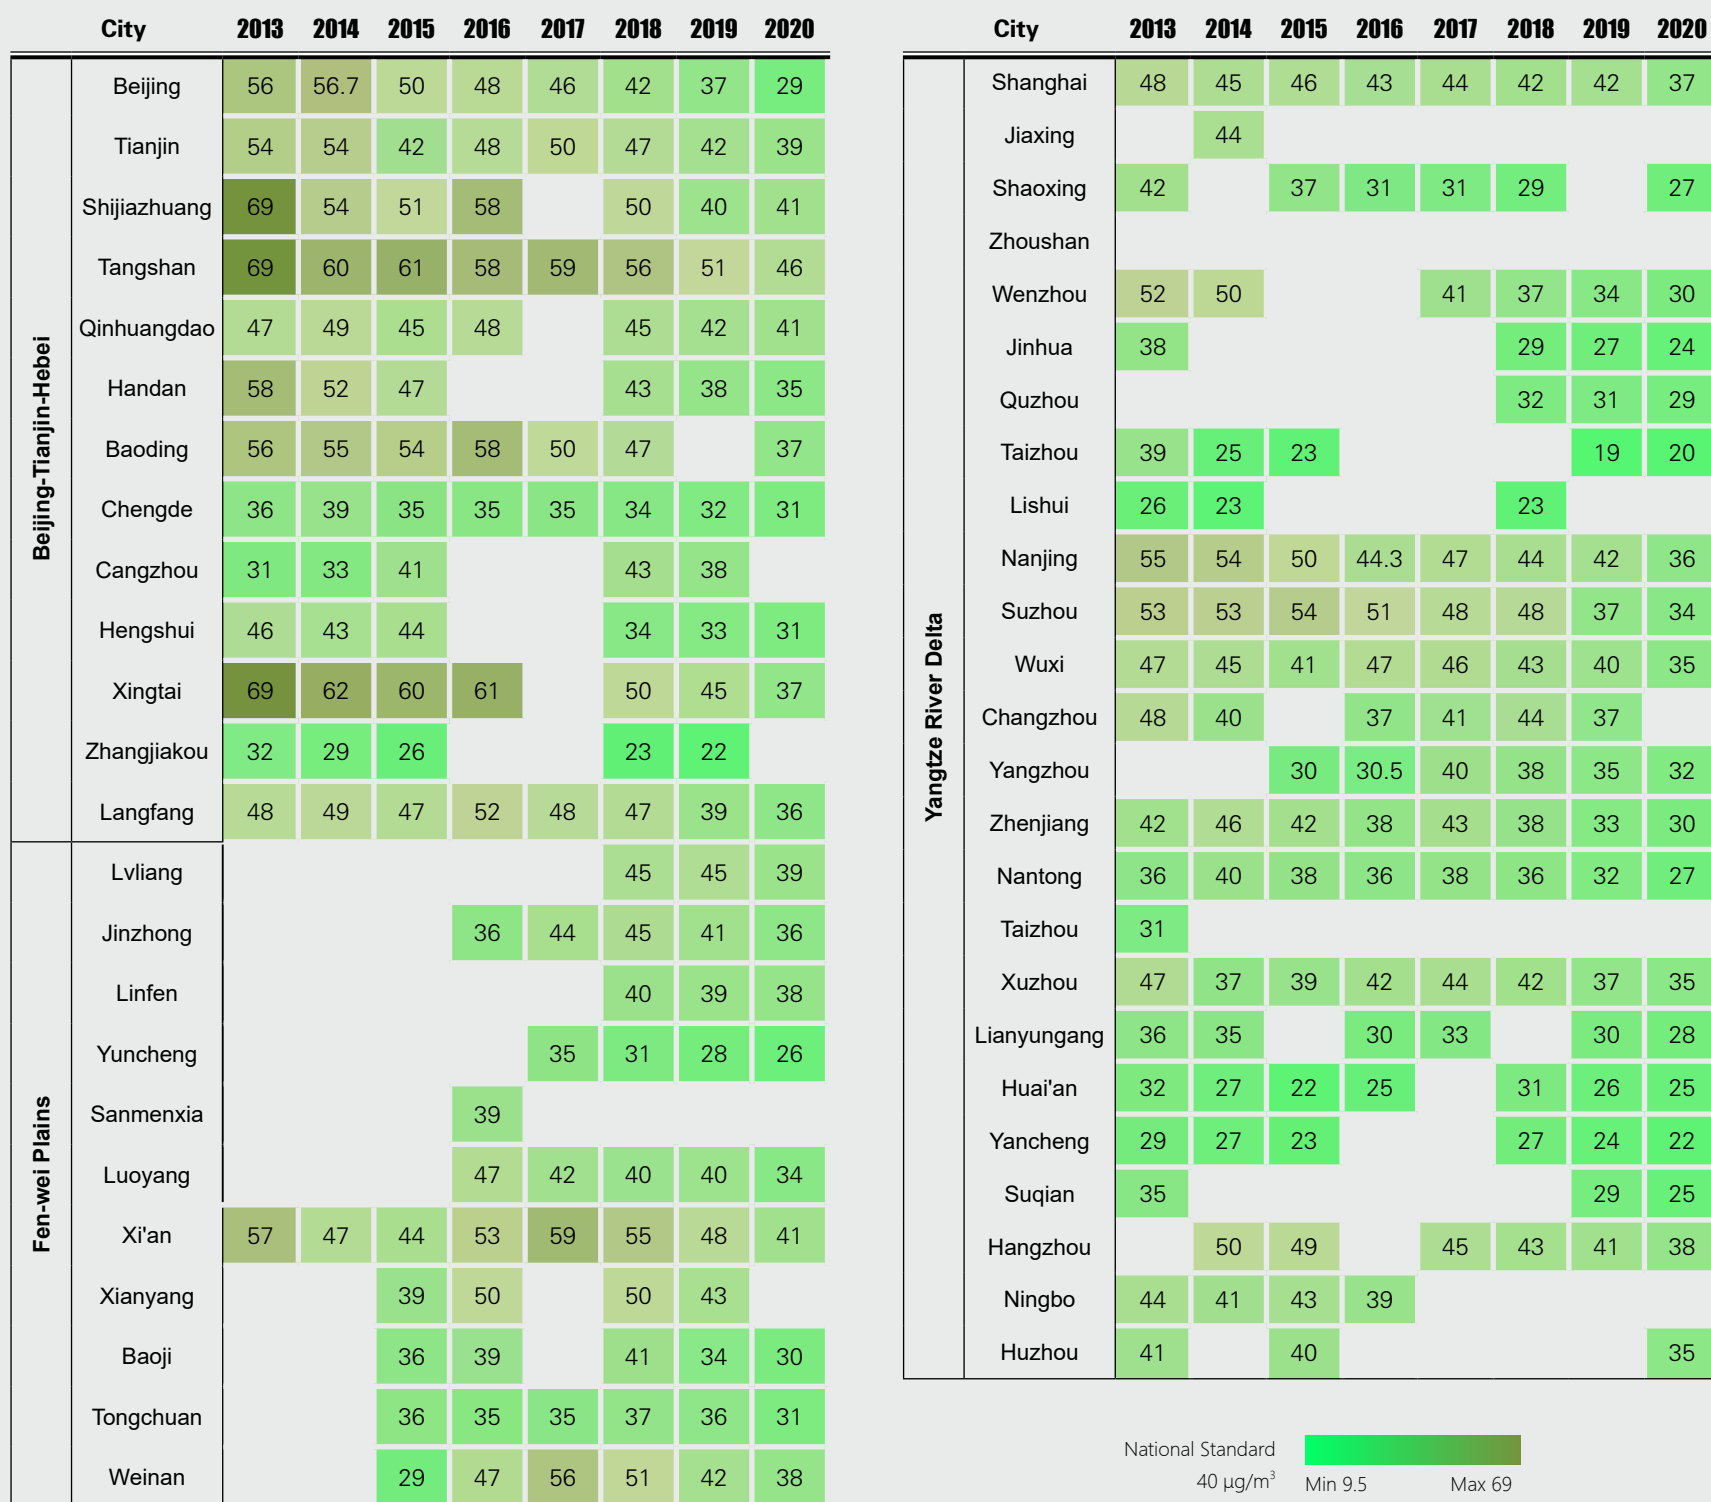 City 2013 2014 2015 2016 2017 2018 2019 2020
Beijing-Tianjin-Hebei
Beijing 56 56.7 50 48 46 42 37 29
Tianjin 54 54 42 48 50 47 42 39
Shijiazhuang 69 54 51 58 50 40 41
Tangshan 69 60 61 58 59 56 51 46
Qinhuangdao 47 49 45 48 45 42 41
Handan 58 52 47 43 38 35
Baoding 56 55 54 58 50 47 37
Chengde 36 39 35 35 35 34 32 31
Cangzhou 31 33 41 43 38
Hengshui 46 43 44 34 33 31
Xingtai 69 62 60 61 50 45 37
Zhangjiakou 32 29 26 23 22
Langfang 48 49 47 52 48 47 39 36
Fen-wei Plains
Lvliang 45 45 39
Jinzhong 36 44 45 41 36
Linfen 40 39 38
Yuncheng 35 31 28 26
Sanmenxia 39
Luoyang 47 42 40 40 34
Xi'an 57 47 44 53 59 55 48 41
Xianyang 39 50 50 43
Baoji 36 39 41 34 30
Tongchuan 36 35 35 37 36 31
Weinan 29 47 56 51 42 38
City 2013 2014 2015 2016 2017 2018 2019 2020
Yangtze River Delta
Shanghai 48 45 46 43 44 42 42 37
Jiaxing 44
Shaoxing 42 37 31 31 29 27
Zhoushan
Wenzhou 52 50 41 37 34 30
Jinhua 38 29 27 24
Quzhou 32 31 29
Taizhou 39 25 23 19 20
Lishui 26 23 23
Nanjing 55 54 50 44.3 47 44 42 36
Suzhou 53 53 54 51 48 48 37 34
Wuxi 47 45 41 47 46 43 40 35
Changzhou 48 40 37 41 44 37
Yangzhou 30 30.5 40 38 35 32
Zhenjiang 42 46 42 38 43 38 33 30
Nantong 36 40 38 36 38 36 32 27
Taizhou 31
Xuzhou 47 37 39 42 44 42 37 35
Lianyungang 36 35 30 33 30 28
Huai'an 32 27 22 25 31 26 25
Yancheng 29 27 23 27 24 22
Suqian 35 29 25
Hangzhou 50 49 45 43 41 38
Ningbo 44 41 43 39
Huzhou 41 40 35
National Standard
40 µg/m³ Min 9.5 Max 69